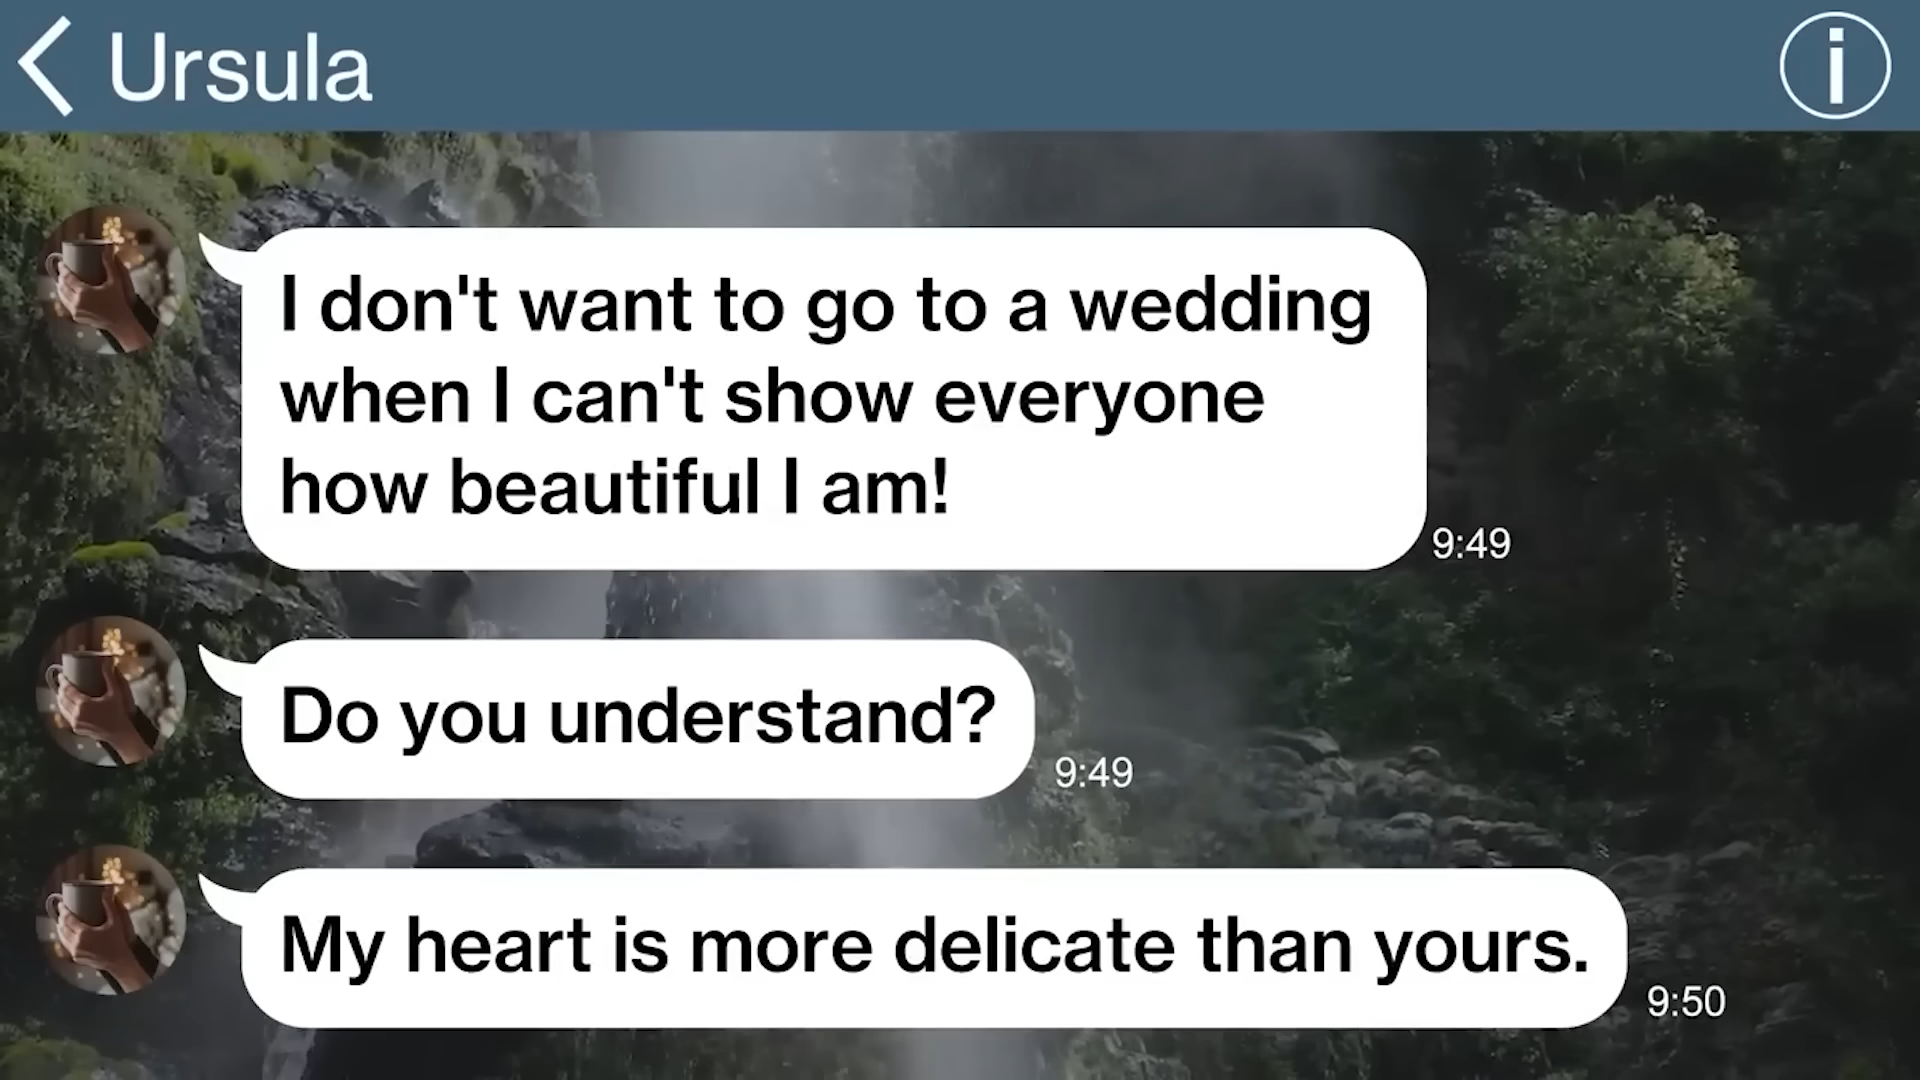 Ursula
I don't want to go to a wedding
when I can't show everyone
how beautiful I am!
9:49
Do you understand?
9:49
My heart is more delicate than yours.
9:50